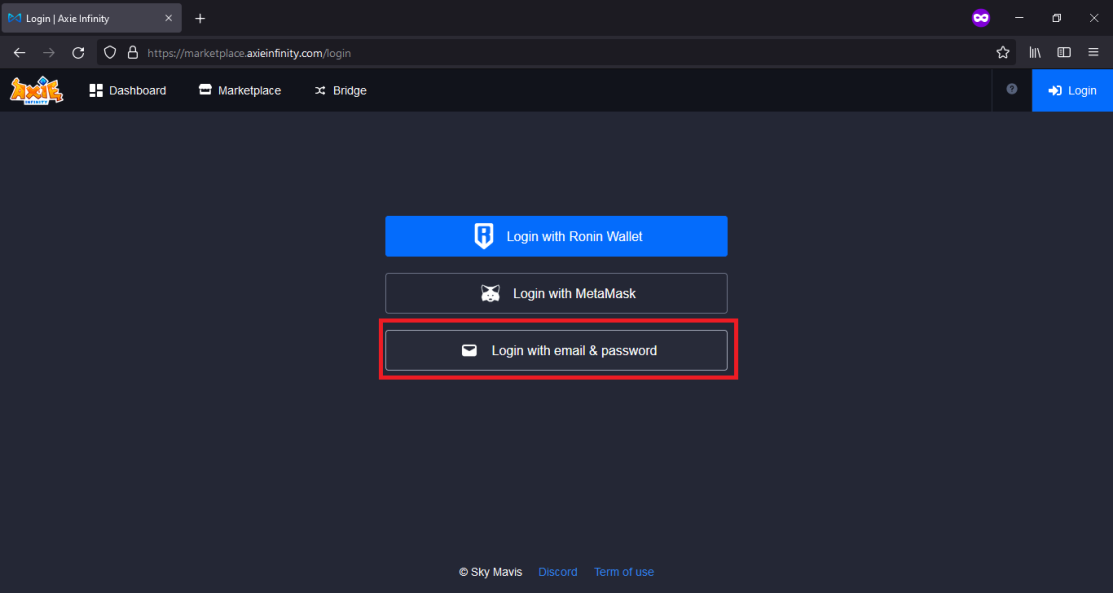 Login | Axie Infinity
https://marketplace.axieinfinity.com/login
AXIE INFINITY
Dashboard
Marketplace
Bridge
Login
Login with Ronin Wallet
Login with MetaMask
Login with email & password
© Sky Mavis Discord Term of use